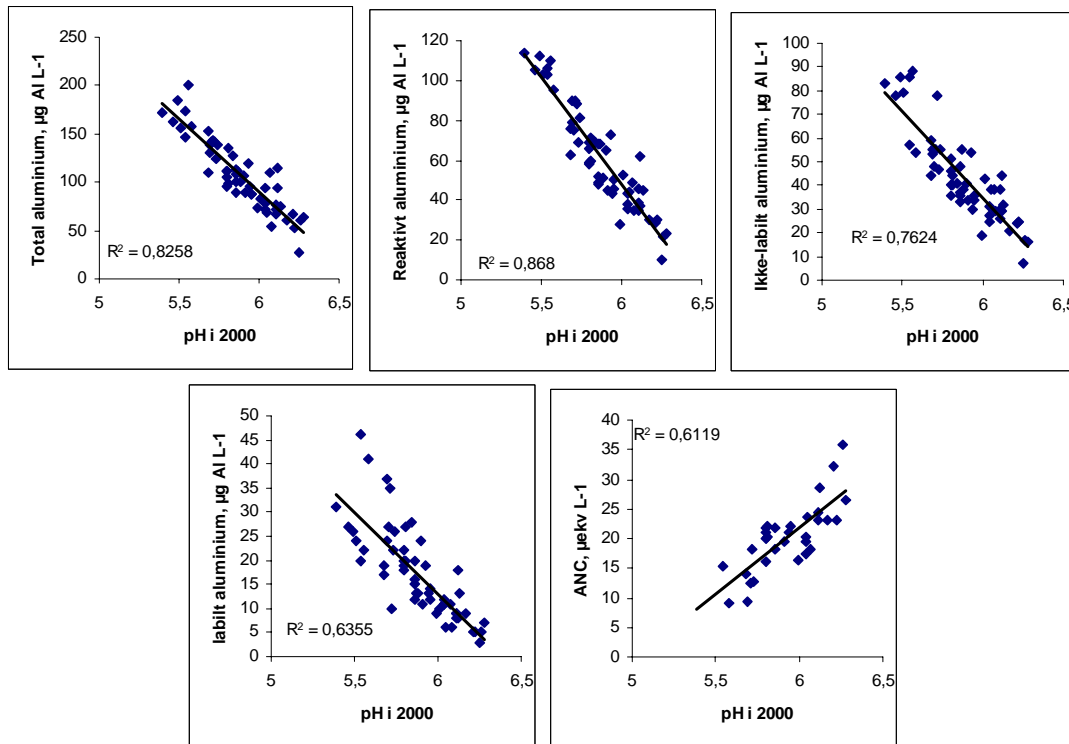 Total aluminium, µg Al L-1
250
200
150
100
50
0
R² = 0,8258
5 5,5 6 6,5
pH i 2000
Reaktivt aluminium, µg Al L-1
120
100
80
60
40
20
0
R² = 0,868
5 5,5 6 6,5
pH i 2000
Ikke-labilt aluminium, µg Al L-1
100
90
80
70
60
50
40
30
20
10
0
R² = 0,7624
5 5,5 6 6,5
pH i 2000
labilt aluminium, µg Al L-1
50
45
40
35
30
25
20
15
10
5
0
R² = 0,6355
5 5,5 6 6,5
pH i 2000
ANC, µekv L-1
40
35
30
25
20
15
10
5
0
R² = 0,6119
5 5,5 6 6,5
pH i 2000